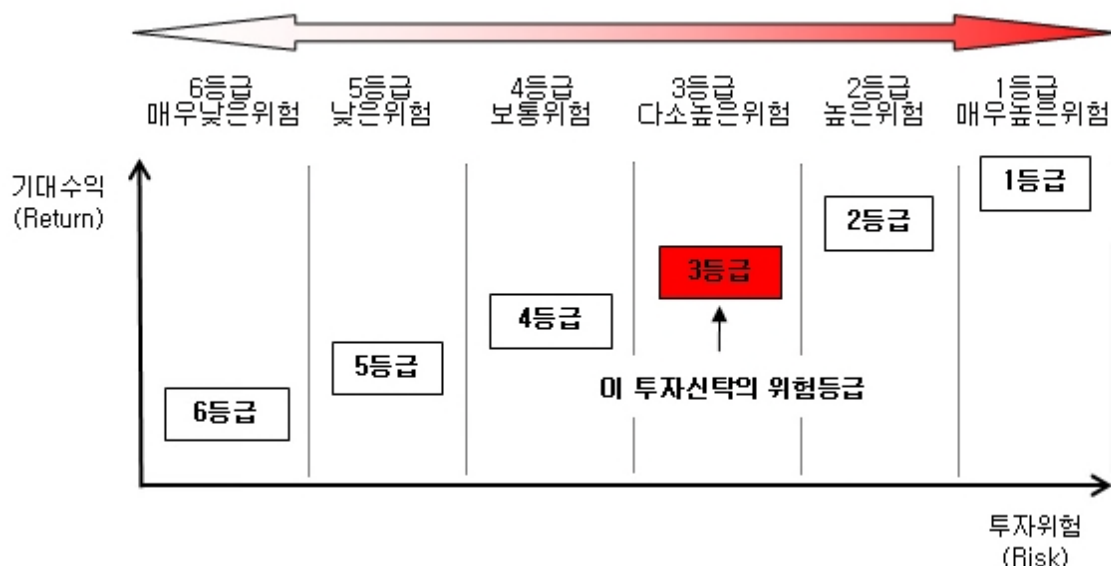 6등급
매우낮은위험
5등급
낮은위험
4등급
보통위험
3등급
다소높은위험
2등급
높은위험
1등급
매우높은위험
기대수익
(Return)
1등급
2등급
3등급
4등급
5등급
6등급
이 투자신탁의 위험등급
투자위험
(Risk)